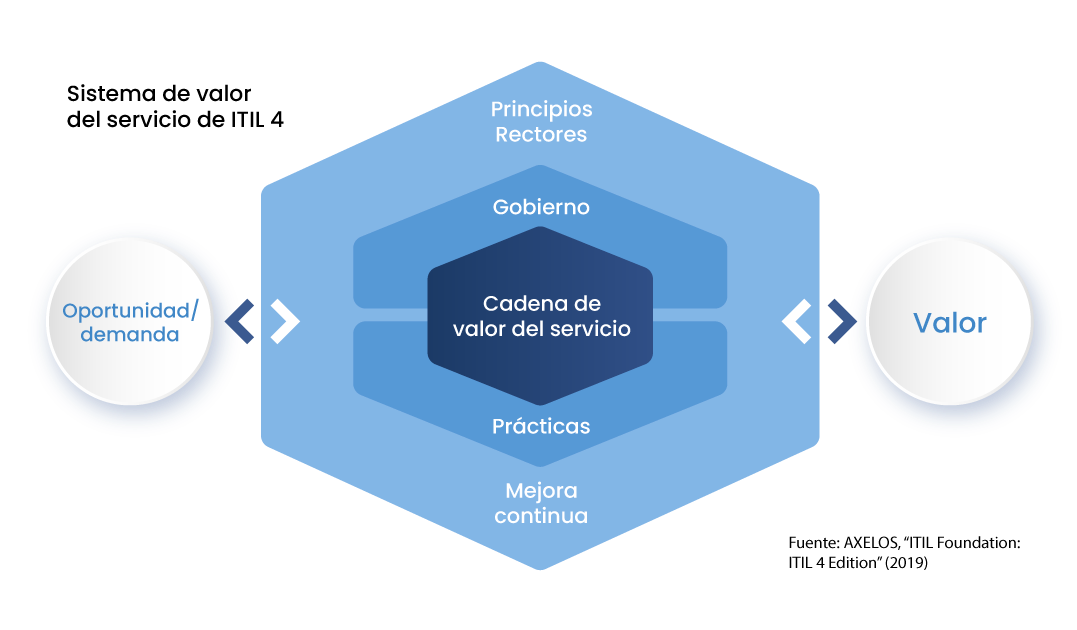 Sistema de valor
del servicio de ITIL 4
Principios
Rectores
Gobierno
Oportunidad/
demanda
Cadena de
valor del servicio
Valor
Prácticas
Mejora
continua
Fuente: AXELOS, “ITIL Foundation:
ITIL 4 Edition” (2019)